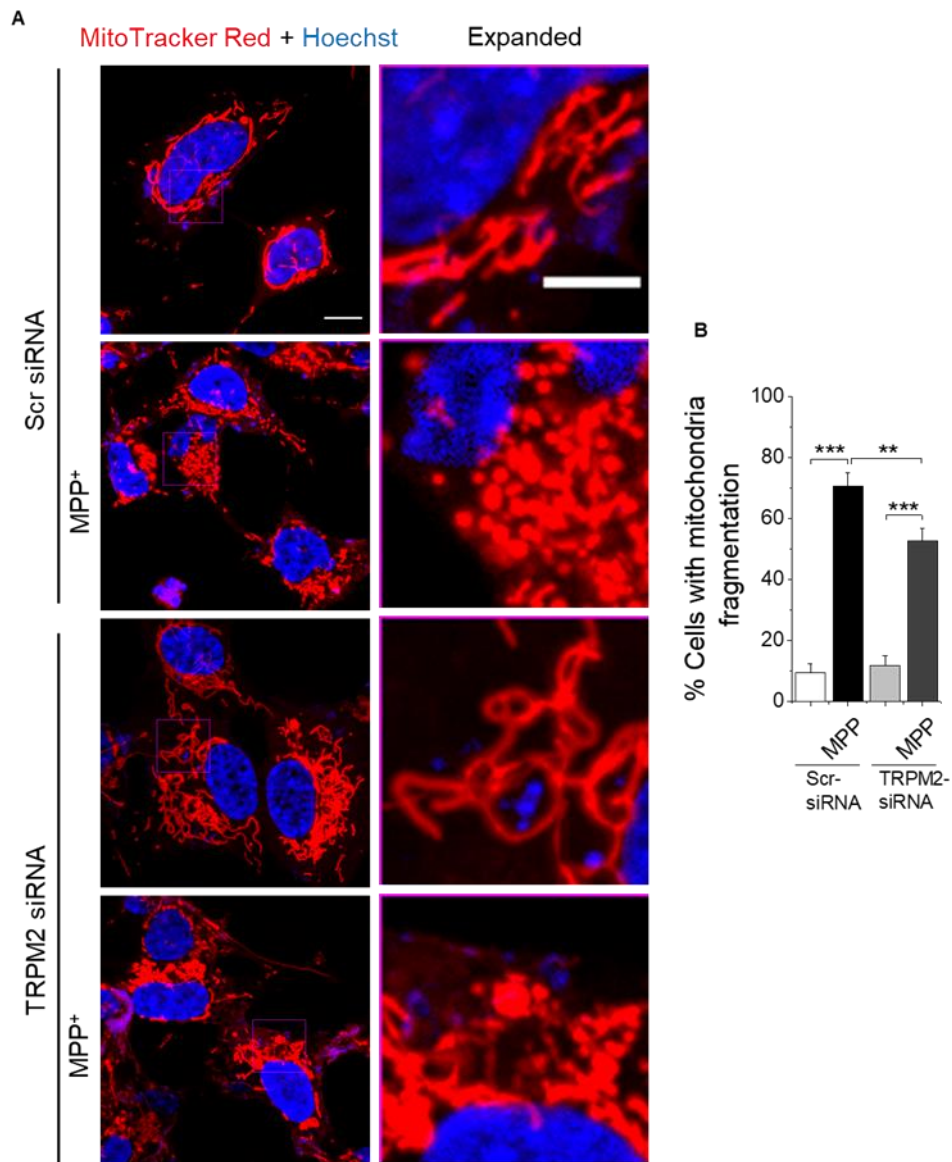 A
MitoTracker Red + Hoechst
Expanded
Scr siRNA
MPP⁺
TRPM2 siRNA
MPP⁺
B
% Cells with mitochondria
fragmentation
100
80
60
40
20
0
***
**
***
MPP
MPP
Scr-
siRNA
TRPM2-
siRNA